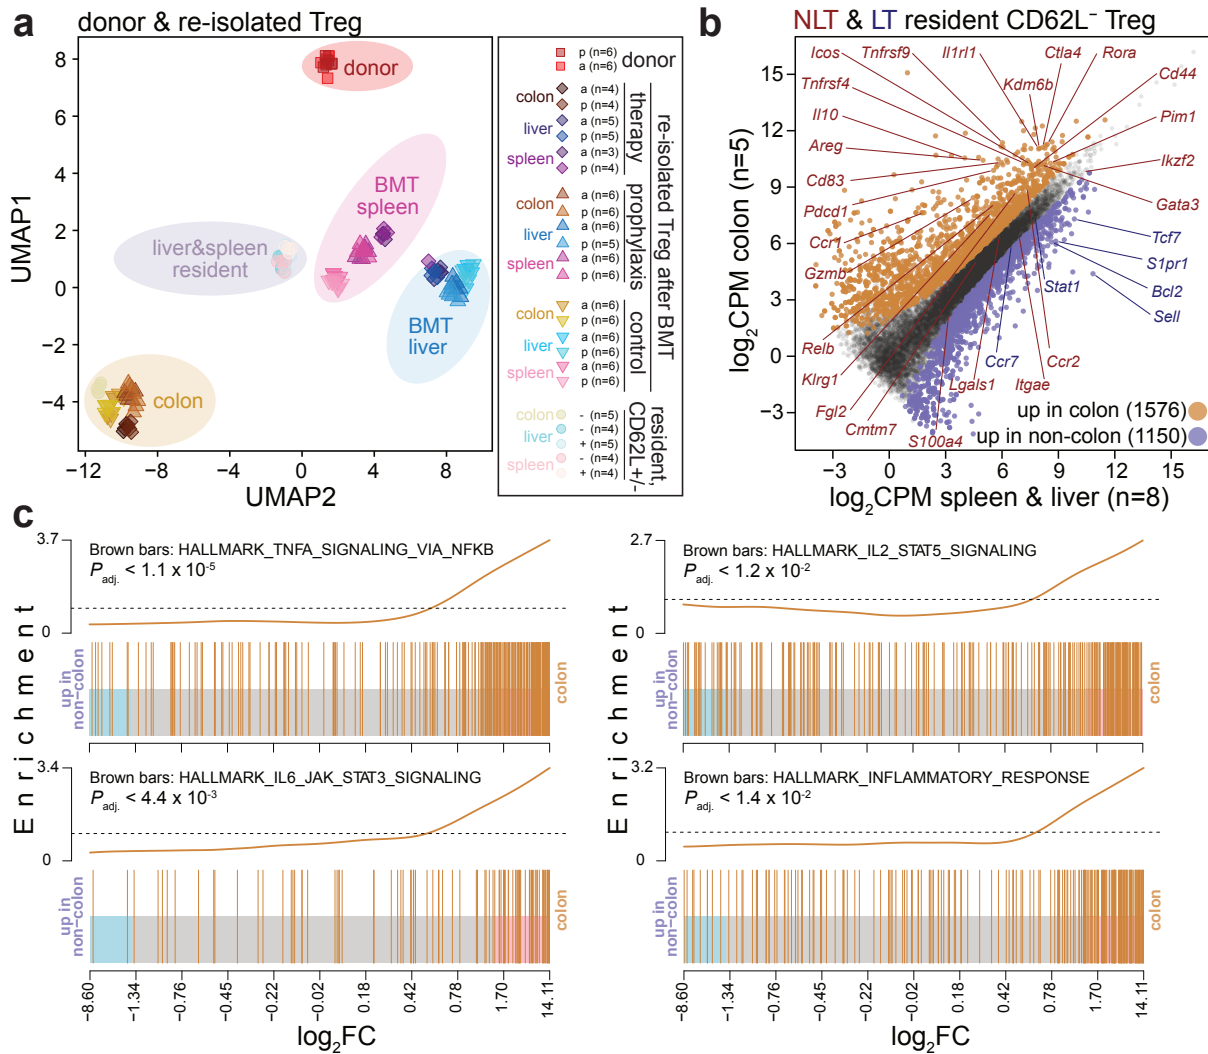 a
donor & re-isolated Treg
UMAP1
8
6
4
2
0
−2
−4
−12
−8
−4
0
4
8
UMAP2
donor
BMT
spleen
liver&spleen
resident
BMT
liver
colon
p (n=6)
a (n=6)
donor
colon
a (n=4)
p (n=4)
liver
a (n=5)
p (n=5)
spleen
a (n=3)
p (n=4)
therapy
colon
a (n=6)
p (n=6)
liver
a (n=6)
p (n=5)
spleen
a (n=6)
p (n=6)
prophylaxis
colon
a (n=6)
p (n=6)
liver
a (n=6)
p (n=6)
spleen
a (n=6)
p (n=6)
control
re-isolated Treg after BMT
- (n=5)
colon
liver
- (n=4)
+ (n=5)
spleen
- (n=4)
+ (n=4)
resident,
CD62L+/-
b
NLT & LT resident CD62L⁻ Treg
log₂CPM colon (n=5)
15
12
9
6
3
0
−3
−3
0
3
6
9
12
15
log₂CPM spleen & liver (n=8)
Icos
Tnfrsf9
Il1rl1
Ctla4
Rora
Tnfrsf4
Kdm6b
Cd44
Il10
Pim1
Areg
Ikzf2
Cd83
Pdcd1
Gata3
Ccr1
Tcf7
Gzmb
S1pr1
Stat1
Bcl2
Sell
Relb
Ccr7
Ccr2
Klrg1
Lgals1
Itgae
Fgl2
Cmtm7
S100a4
up in colon (1576)
up in non-colon (1150)
c
Enrichment
3.7
0
Brown bars: HALLMARK_TNFA_SIGNALING_VIA_NFKB
P adj. < 1.1 x 10⁻⁵
up in
non−colon
colon
3.4
0
Brown bars: HALLMARK_IL6_JAK_STAT3_SIGNALING
P adj. < 4.4 x 10⁻³
up in
non−colon
colon
−8.60
−1.34
−0.76
−0.45
−0.02
0.18
0.42
0.78
1.70
14.11
log₂FC
Enrichment
2.7
0
Brown bars: HALLMARK_IL2_STAT5_SIGNALING
P adj. < 1.2 x 10⁻²
up in
non−colon
colon
3.2
0
Brown bars: HALLMARK_INFLAMMATORY_RESPONSE
P adj. < 1.4 x 10⁻²
up in
non−colon
colon
−8.60
−1.34
−0.76
−0.45
−0.02
0.18
0.42
0.78
1.70
14.11
log₂FC